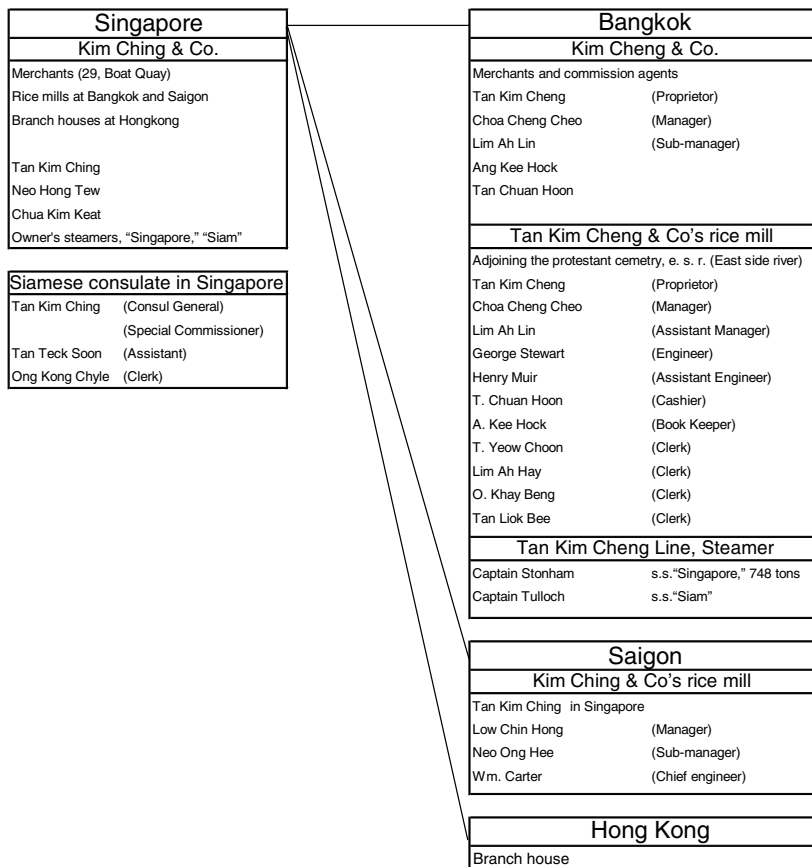 Singapore
Kim Ching & Co.
Merchants (29, Boat Quay)
Rice mills at Bangkok and Saigon
Branch houses at Hongkong
Tan Kim Ching
Neo Hong Tew
Chua Kim Keat
Owner's steamers, “Singapore,” “Siam”
Siamese consulate in Singapore
Tan Kim Ching (Consul General)
(Special Commissioner)
Tan Teck Soon (Assistant)
Ong Kong Chyle (Clerk)
Bangkok
Kim Cheng & Co.
Merchants and commission agents
Tan Kim Cheng (Proprietor)
Choa Cheng Cheo (Manager)
Lim Ah Lin (Sub-manager)
Ang Kee Hock
Tan Chuan Hoon
Tan Kim Cheng & Co's rice mill
Adjoining the protestant cemetry, e. s. r. (East side river)
Tan Kim Cheng (Proprietor)
Choa Cheng Cheo (Manager)
Lim Ah Lin (Assistant Manager)
George Stewart (Engineer)
Henry Muir (Assistant Engineer)
T. Chuan Hoon (Cashier)
A. Kee Hock (Book Keeper)
T. Yeow Choon (Clerk)
Lim Ah Hay (Clerk)
O. Khay Beng (Clerk)
Tan Liok Bee (Clerk)
Tan Kim Cheng Line, Steamer
Captain Stonham s.s.“Singapore,” 748 tons
Captain Tulloch s.s.“Siam”
Saigon
Kim Ching & Co's rice mill
Tan Kim Ching in Singapore
Low Chin Hong (Manager)
Neo Ong Hee (Sub-manager)
Wm. Carter (Chief engineer)
Hong Kong
Branch house